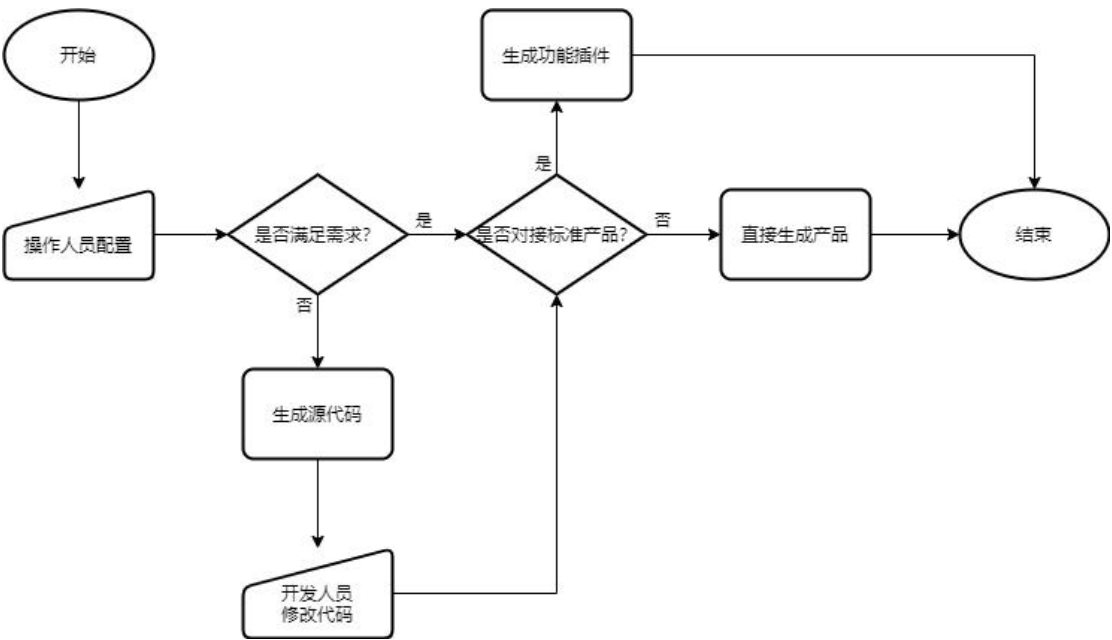 开始
生成功能插件
是
操作人员配置
是否满足需求?
是
是否对接标准产品?
否
直接生成产品
结束
否
生成源代码
开发人员
修改代码